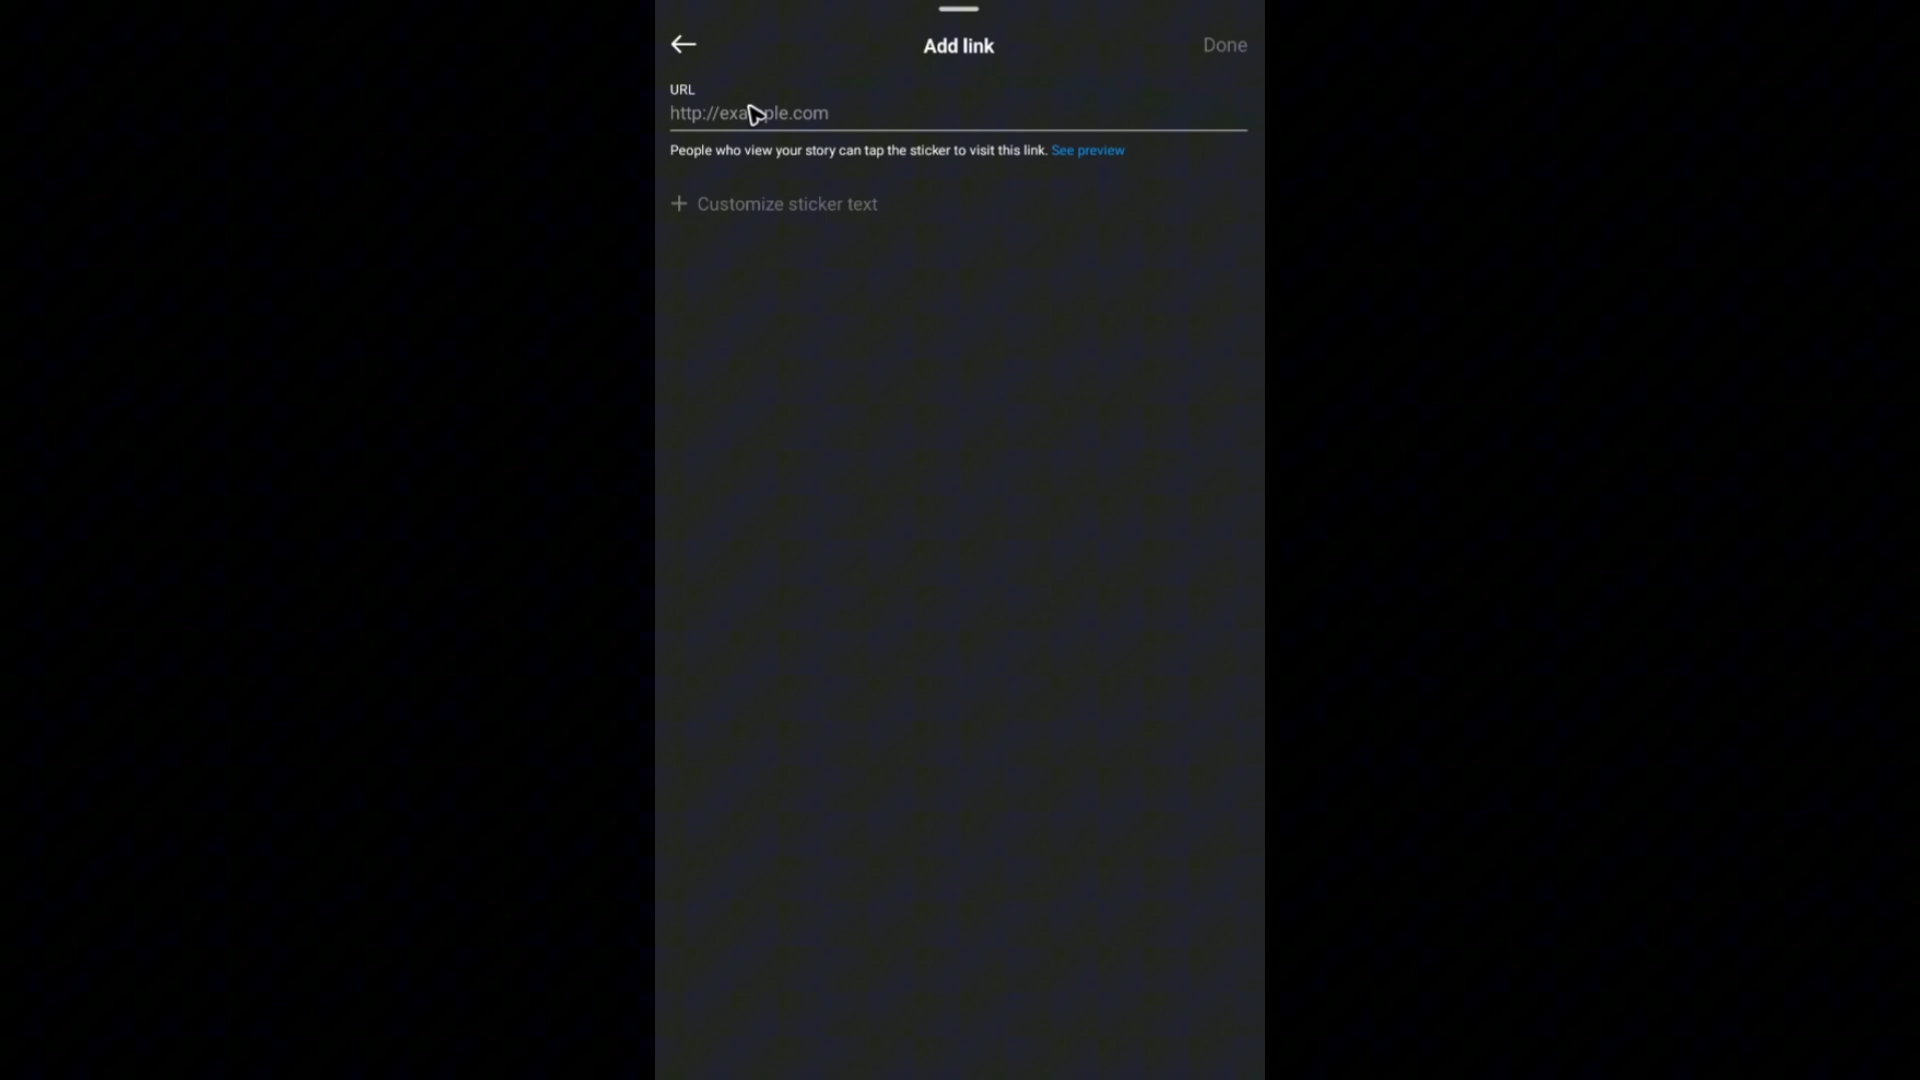 Add link
Done
URL
http://example.com
People who view your story can tap the sticker to visit this link. See preview
+ Customize sticker text